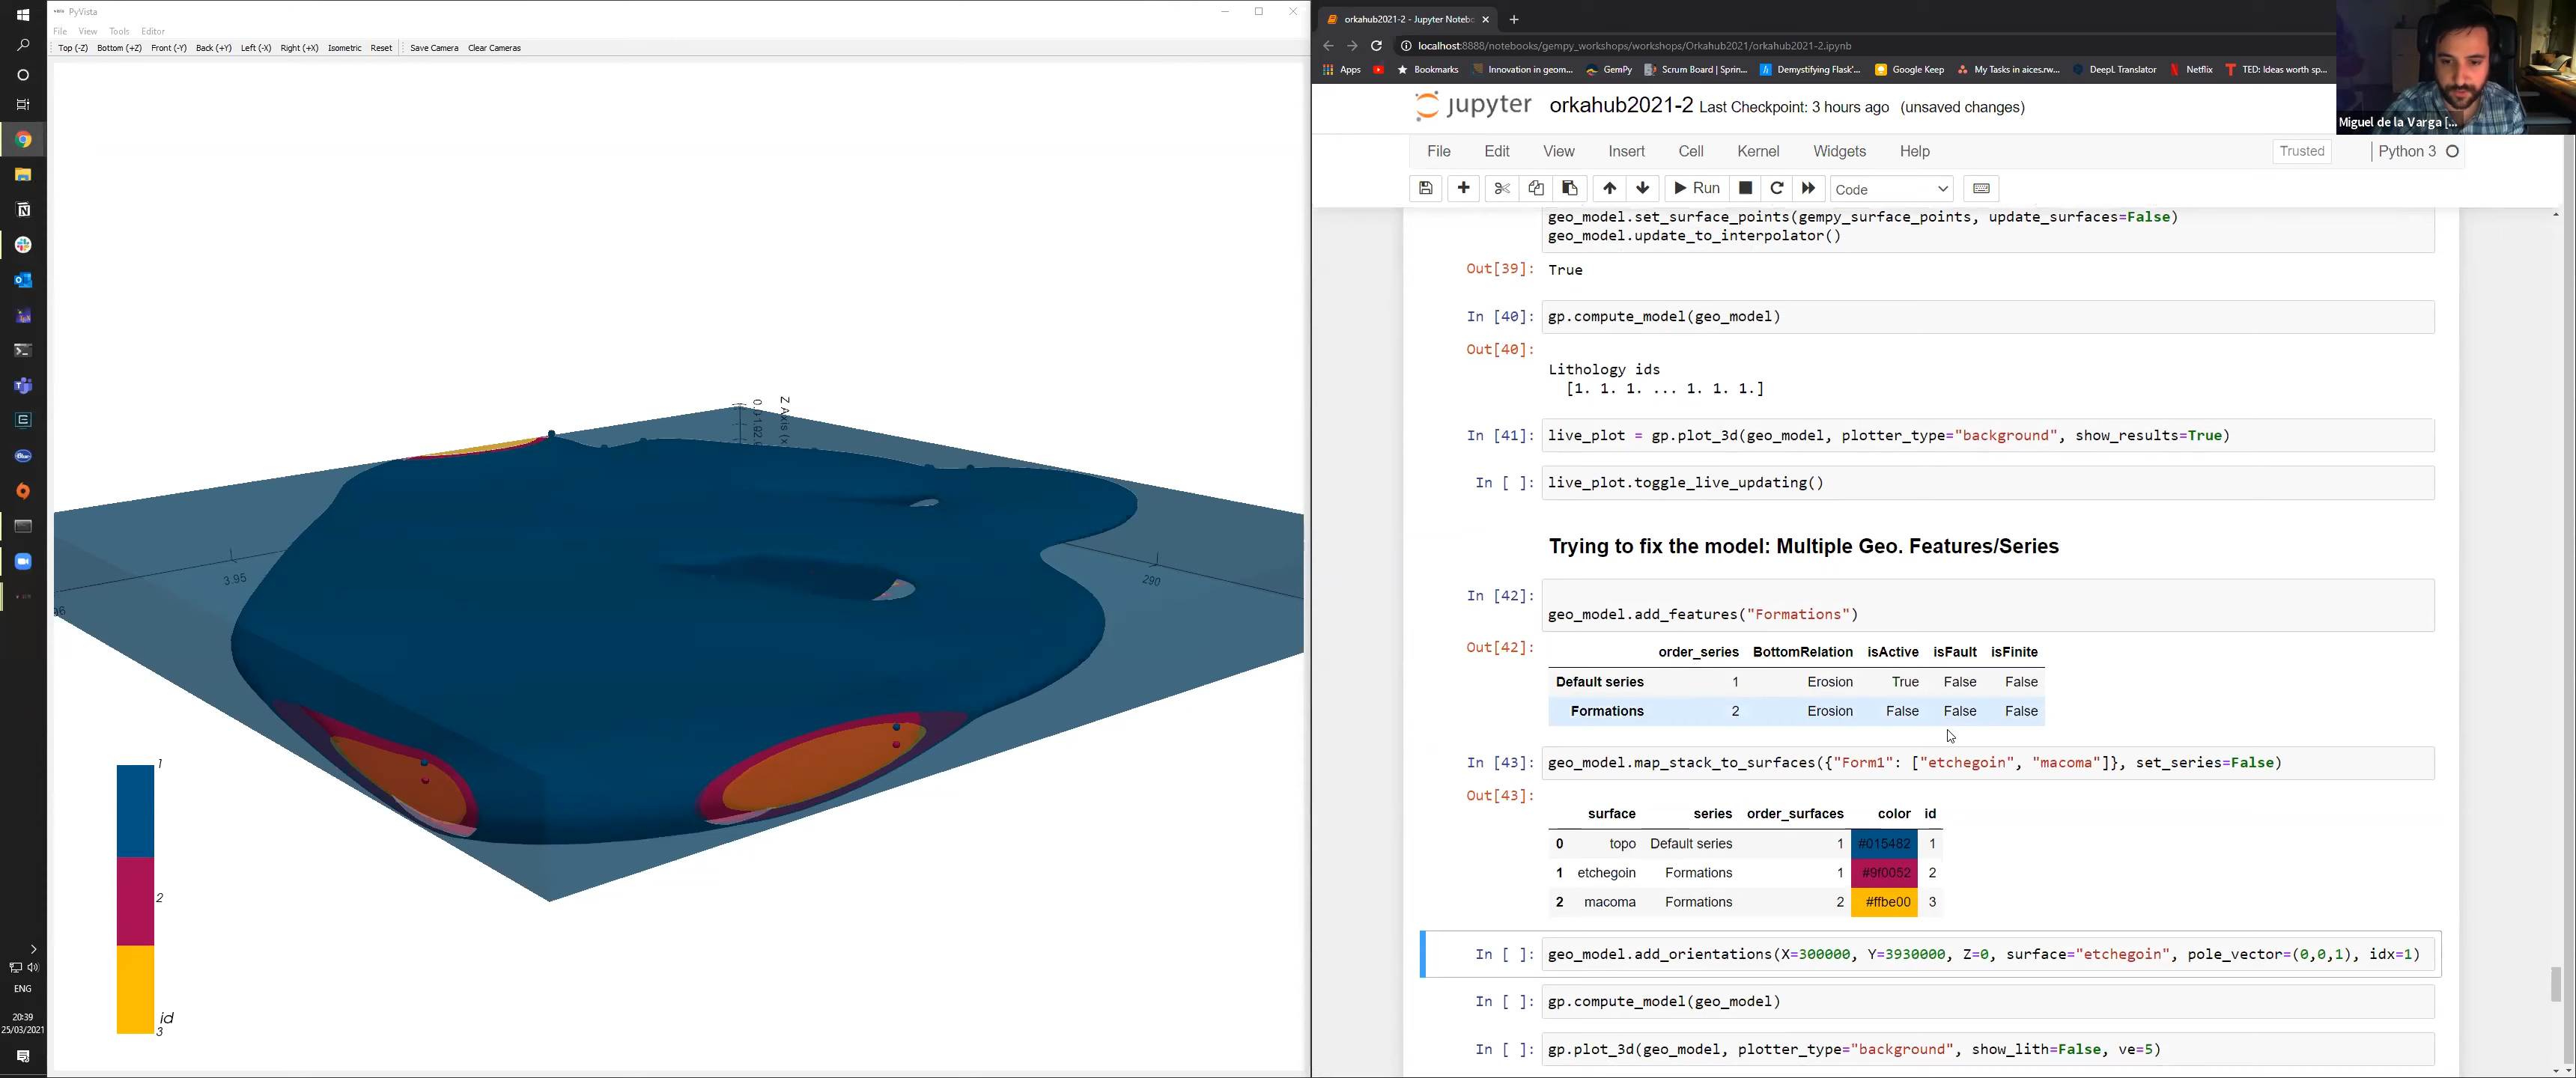 PyVista
File View Tools Editor
Top (-Z) Bottom (+Z) Front (-Y) Back (+Y) Left (-X) Right (+X) Isometric Reset Save Camera Clear Cameras
Z Axis (x
3.95
290
96
1
2
id
3
ENG
20:39
25/03/2021
orkahub2021-2 - Jupyter Notebo
localhost:8888/notebooks/gempy_workshops/workshops/Orkahub2021/orkahub2021-2.ipynb
Apps Bookmarks Innovation in geom... GemPy Scrum Board | Sprin... Demystifying Flask'... Google Keep My Tasks in aices.rw... DeepL Translator Netflix TED: Ideas worth sp...
Miguel de la Varga [...
jupyter orkahub2021-2 Last Checkpoint: 3 hours ago (unsaved changes)
File Edit View Insert Cell Kernel Widgets Help Trusted Python 3
Run Code
geo_model.set_surface_points(gempy_surface_points, update_surfaces=False)
geo_model.update_to_interpolator()
Out[39]: True
In [40]: gp.compute_model(geo_model)
Out[40]:
Lithology ids
[1. 1. 1. ... 1. 1. 1.]
In [41]: live_plot = gp.plot_3d(geo_model, plotter_type="background", show_results=True)
In [ ]: live_plot.toggle_live_updating()
Trying to fix the model: Multiple Geo. Features/Series
In [42]:
geo_model.add_features("Formations")
Out[42]:
order_series BottomRelation isActive isFault isFinite
Default series 1 Erosion True False False
Formations 2 Erosion False False False
In [43]: geo_model.map_stack_to_surfaces({"Form1": ["etchegoin", "macoma"]}, set_series=False)
Out[43]:
surface series order_surfaces color id
0 topo Default series 1 #015482 1
1 etchegoin Formations 1 #9f0052 2
2 macoma Formations 2 #ffbe00 3
In [ ]: geo_model.add_orientations(X=300000, Y=3930000, Z=0, surface="etchegoin", pole_vector=(0,0,1), idx=1)
In [ ]: gp.compute_model(geo_model)
In [ ]: gp.plot_3d(geo_model, plotter_type="background", show_lith=False, ve=5)